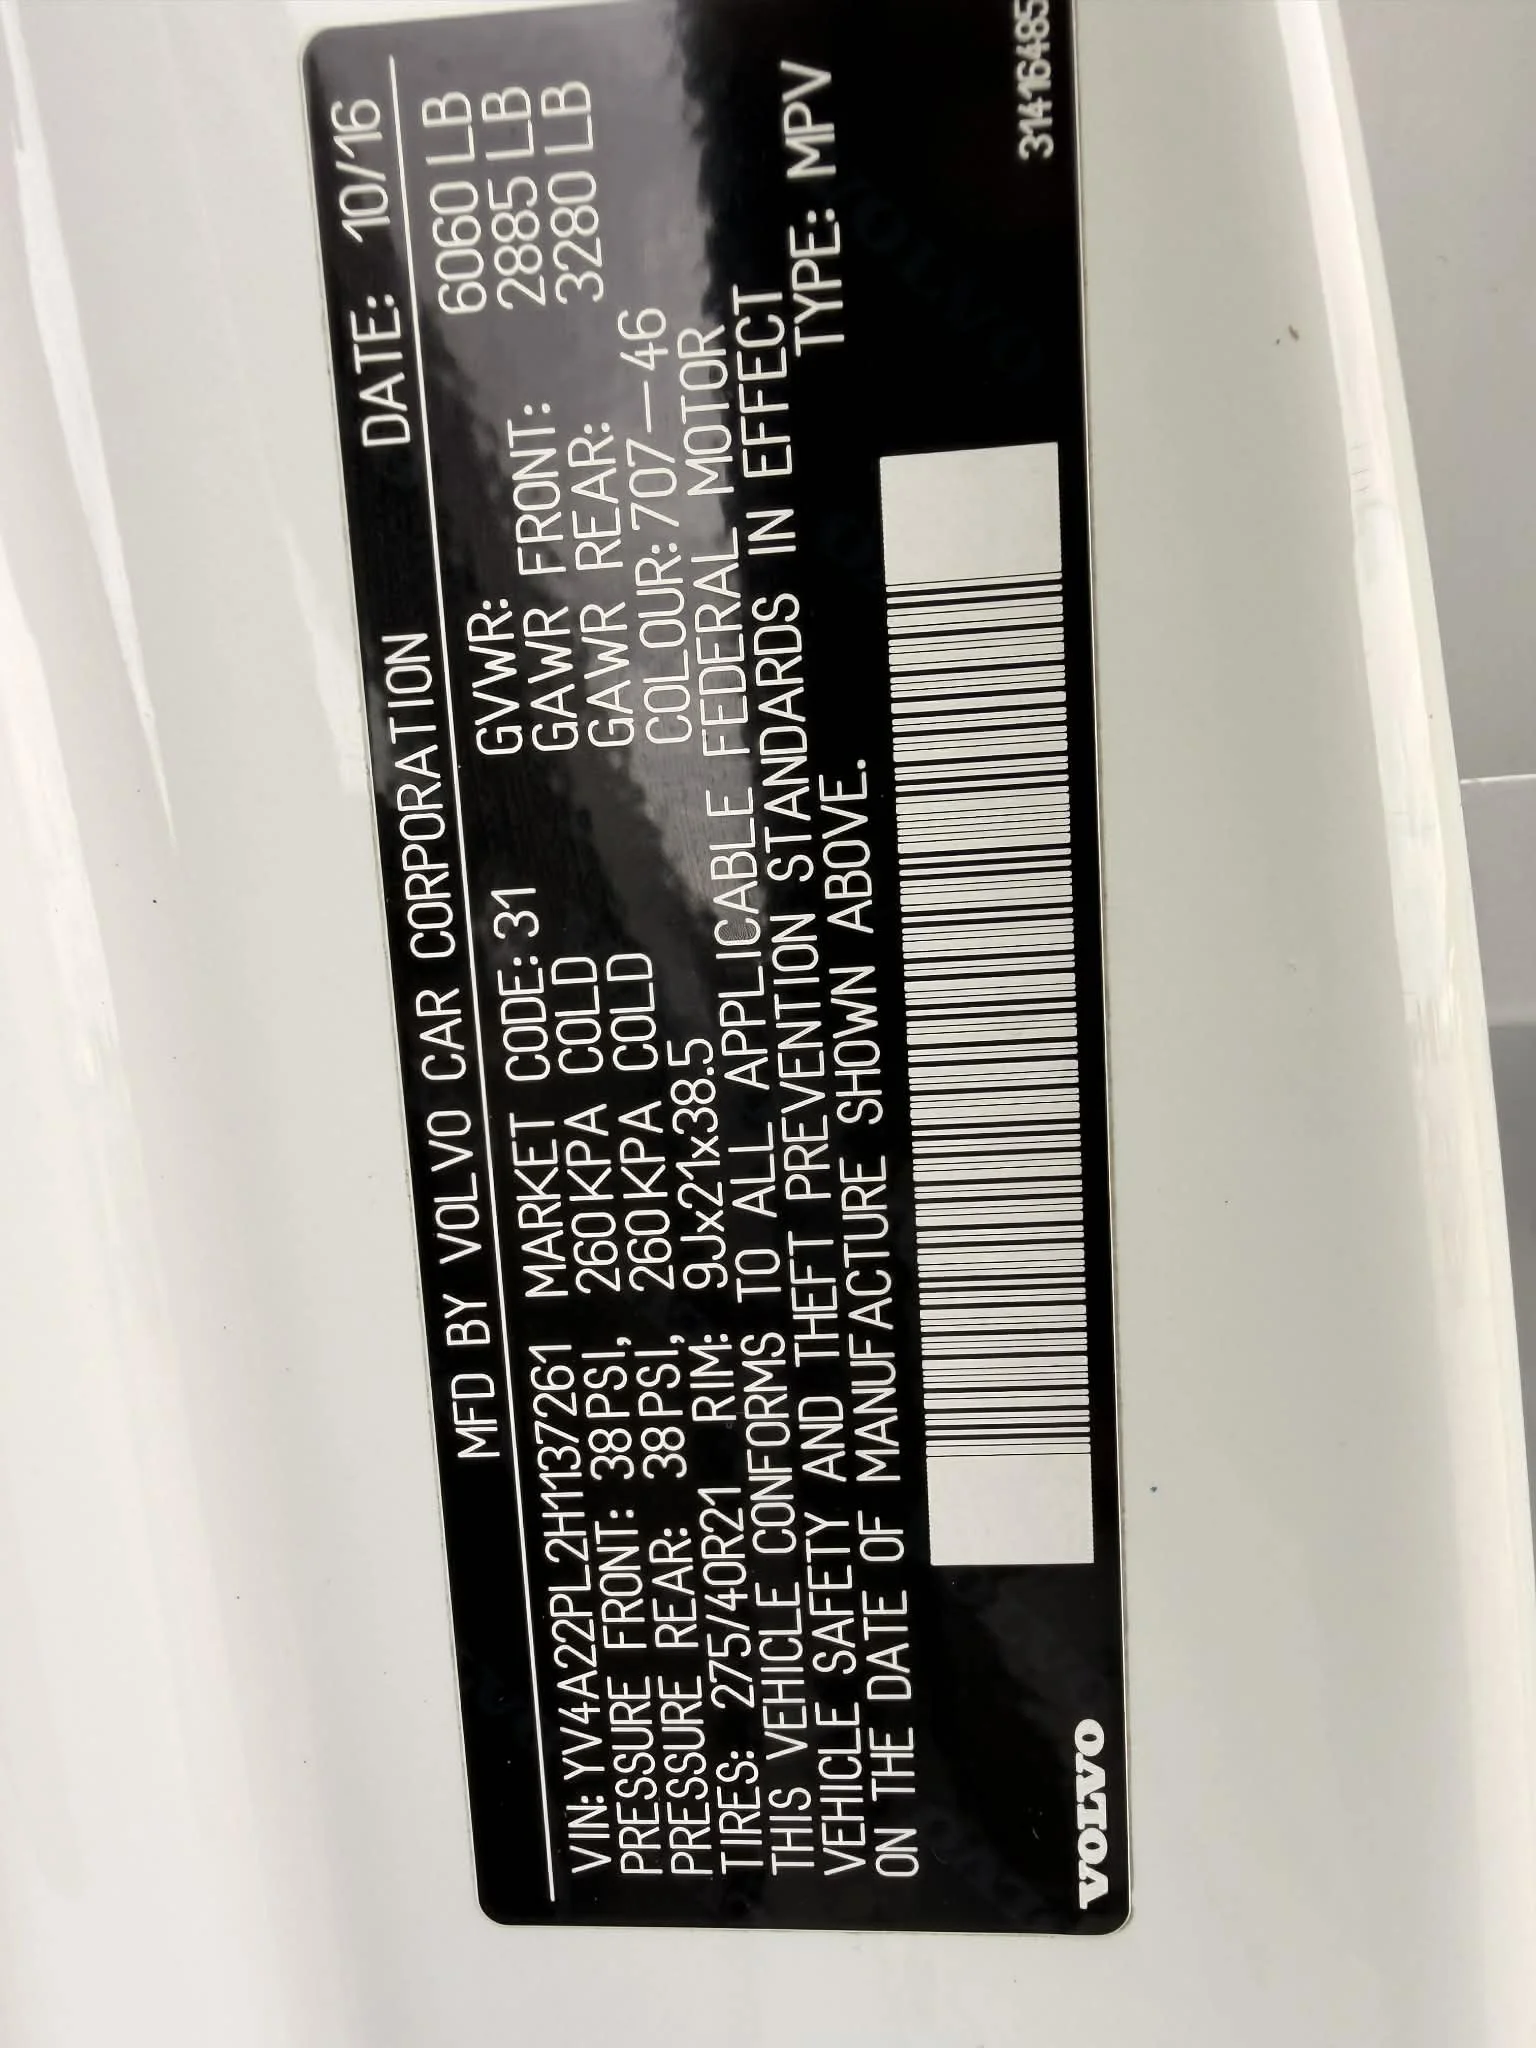 MFD BY VOLVO CAR CORPORATION DATE: 10/16
VIN: YV4A22PL2H1137261 MARKET CODE: 31 GVWR: 6060 LB
PRESSURE FRONT: 38 PSI, 260 KPA COLD GAWR FRONT: 2885 LB
PRESSURE REAR: 38 PSI, 260 KPA COLD GAWR REAR: 3280 LB
TIRES: 275/40R21 RIM: 9Jx21x38.5 COLOUR: 707—46
THIS VEHICLE CONFORMS TO ALL APPLICABLE FEDERAL MOTOR
VEHICLE SAFETY AND THEFT PREVENTION STANDARDS IN EFFECT
ON THE DATE OF MANUFACTURE SHOWN ABOVE. TYPE: MPV
VOLVO 31416485